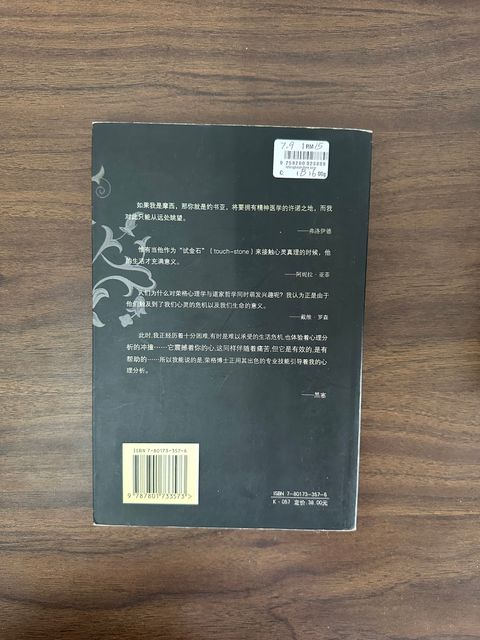 7.9 1RM15
9 258200 025899
如果我是摩西，那你就是约书亚，将要拥有精神医学的许诺之地，而我
对此只能从远处眺望。
——弗洛伊德
惟有当他作为“试金石”（touch-stone）来接触心灵真理的时候，他
的生活才充满意义。
——阿妮拉·亚菲
人们为什么对荣格心理学与道家哲学同时萌发兴趣呢？我认为正是由于
他们触及到了我们心灵的危机以及我们生命的意义。
——戴维·罗森
此时，我正经历着十分困难，有时是难以承受的生活危机，也体验着心理分
析的冲撞……它震撼着你的心，这同样伴随着痛苦，但它是有效的，是有
帮助的……所以我能说的是，荣格博士正用其出色的专业技能引导着我的心
理分析。
——黑塞
ISBN 7-80173-357-6
9 787801 733573 >
ISBN 7-80173-357-6
K·057 定价：38.00元